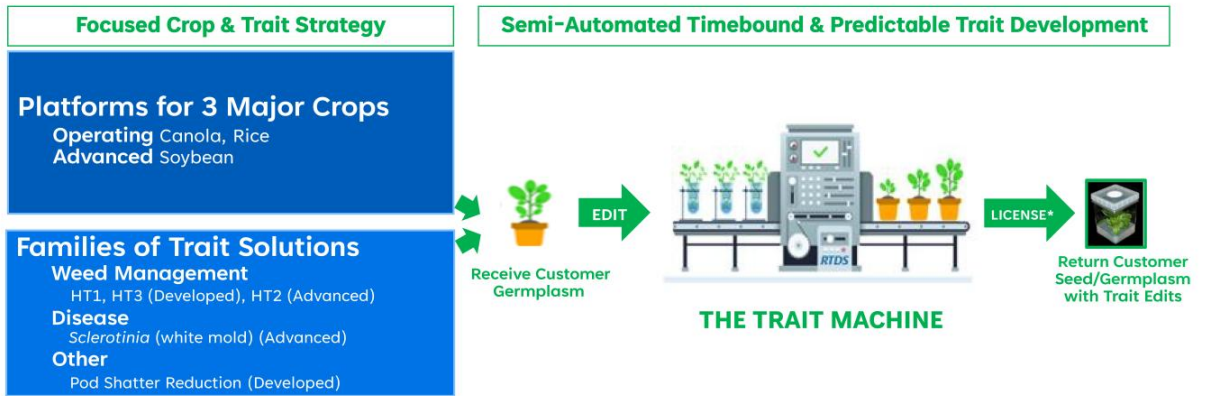 Focused Crop & Trait Strategy
Semi-Automated Timebound & Predictable Trait Development
Platforms for 3 Major Crops
Operating Canola, Rice
Advanced Soybean
Families of Trait Solutions
Weed Management
HT1, HT3 (Developed), HT2 (Advanced)
Disease
Sclerotinia (white mold) (Advanced)
Other
Pod Shatter Reduction (Developed)
Receive Customer
Germplasm
EDIT
RTDS
THE TRAIT MACHINE
LICENSE*
Return Customer
Seed/Germplasm
with Trait Edits